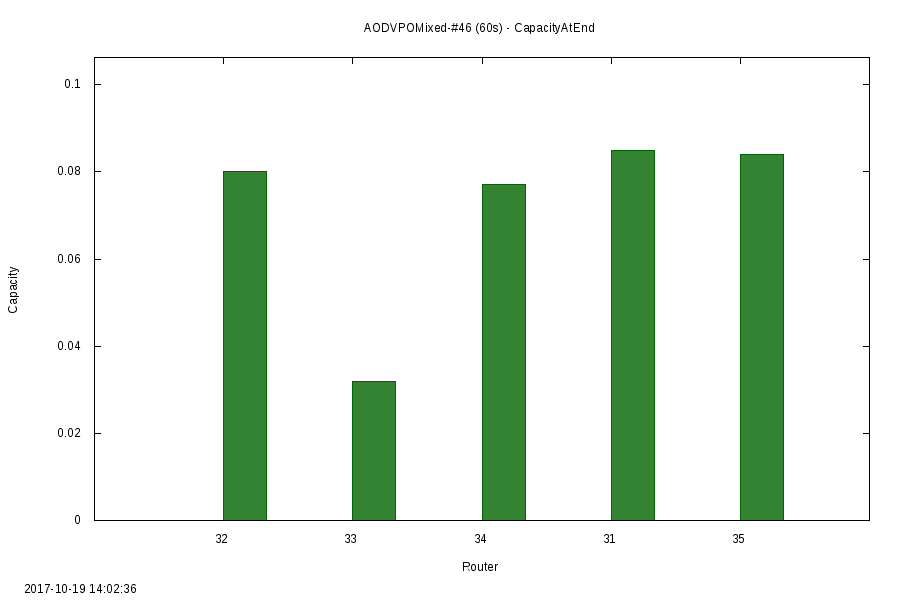 AODVPOMixed-#46 (60s) - CapacityAtEnd
0.1
0.08
0.06
0.04
0.02
0
Capacity
32 33 34 31 35
Router
2017-10-19 14:02:36